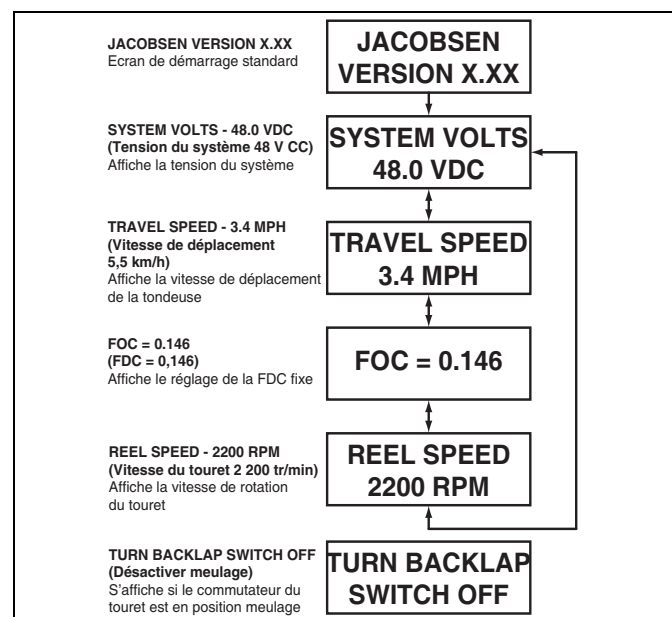 JACOBSEN VERSION X.XX
Ecran de démarrage standard
JACOBSEN
VERSION X.XX
SYSTEM VOLTS - 48.0 VDC
(Tension du système 48 V CC)
Affiche la tension du système
SYSTEM VOLTS
48.0 VDC
TRAVEL SPEED - 3.4 MPH
(Vitesse de déplacement
5,5 km/h)
Affiche la vitesse de déplacement
de la tondeuse
TRAVEL SPEED
3.4 MPH
FOC = 0.146
(FDC = 0,146)
Affiche le réglage de la FDC fixe
FOC = 0.146
REEL SPEED - 2200 RPM
(Vitesse du touret 2 200 tr/min)
Affiche la vitesse de rotation
du touret
REEL SPEED
2200 RPM
TURN BACKLAP SWITCH OFF
(Désactiver meulage)
S'affiche si le commutateur du
touret est en position meulage
TURN BACKLAP
SWITCH OFF